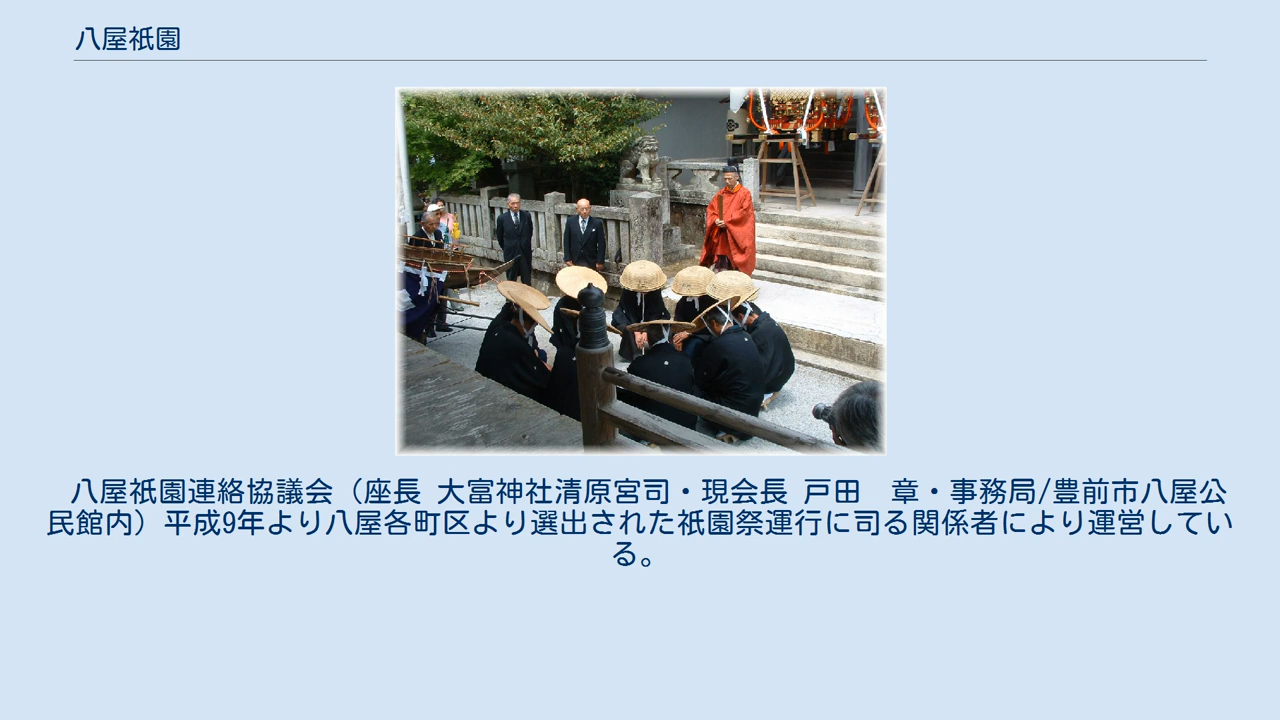 八屋祇園
八屋祇園連絡協議会（座長 大富神社清原宮司・現会長 戸田　章・事務局/豊前市八屋公
民館内）平成9年より八屋各町区より選出された祇園祭運行に司る関係者により運営してい
る。